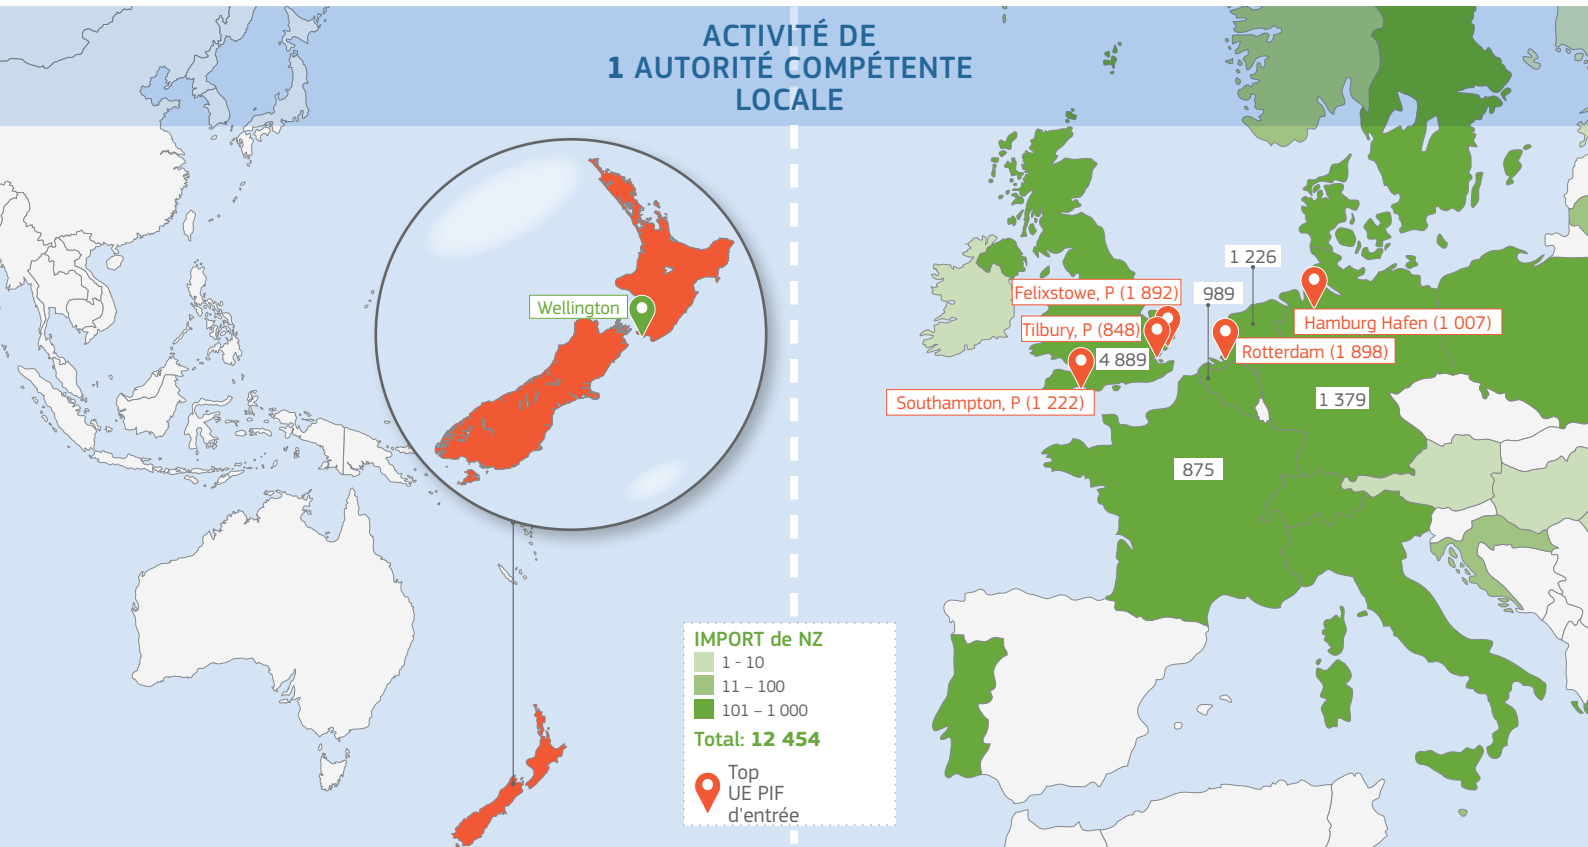 ACTIVITÉ DE
1 AUTORITÉ COMPÉTENTE
LOCALE
Wellington
1 226
989
Felixstowe, P (1 892)
Tilbury, P (848)
4 889
Hamburg Hafen (1 007)
Rotterdam (1 898)
Southampton, P (1 222)
1 379
875
IMPORT de NZ
1 - 10
11 – 100
101 – 1 000
Total: 12 454
Top
UE PIF
d'entrée